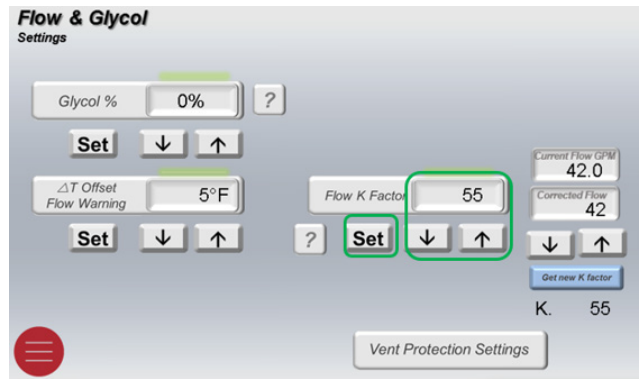 Flow & Glycol
Settings
Glycol %
0%
?
Set
↓
↑
△T Offset
Flow Warning
5°F
Set
↓
↑
Flow K Factor
55
?
Set
↓
↑
Current Flow GPM
42.0
Corrected Flow
42
↓
↑
Get new K factor
K. 55
Vent Protection Settings